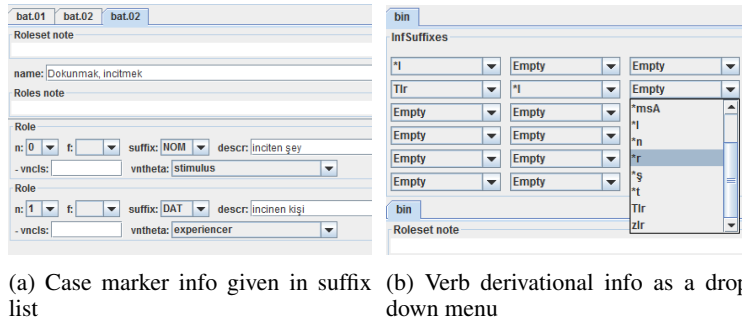 bat.01 bat.02 bat.02
Roleset note
name: Dokunmak, incitmek
Roles note
Role
n: 0 f: suffix: NOM descr: inciten şey
- vncls: vntheta: stimulus
Role
n: 1 f: suffix: DAT descr: incinen kişi
- vncls: vntheta: experiencer
(a) Case marker info given in suffix
list
bin
InfSuffixes
*I Empty Empty
TIr *I Empty
Empty Empty
Empty Empty
Empty Empty
Empty Empty
*msA
*I
*n
*r
*ş
*t
TIr
zIr
bin
Roleset note
(b) Verb derivational info as a drop
down menu